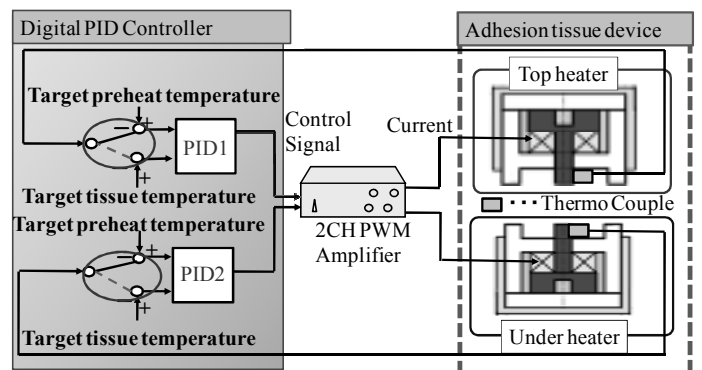 Digital PID Controller
Adhesion tissue device
Target preheat temperature
− +
PID1
+
Target tissue temperature
Control
Signal
Current
Top heater
Thermo Couple
Target preheat temperature
− +
PID2
+
Target tissue temperature
2CH PWM
Amplifier
Under heater